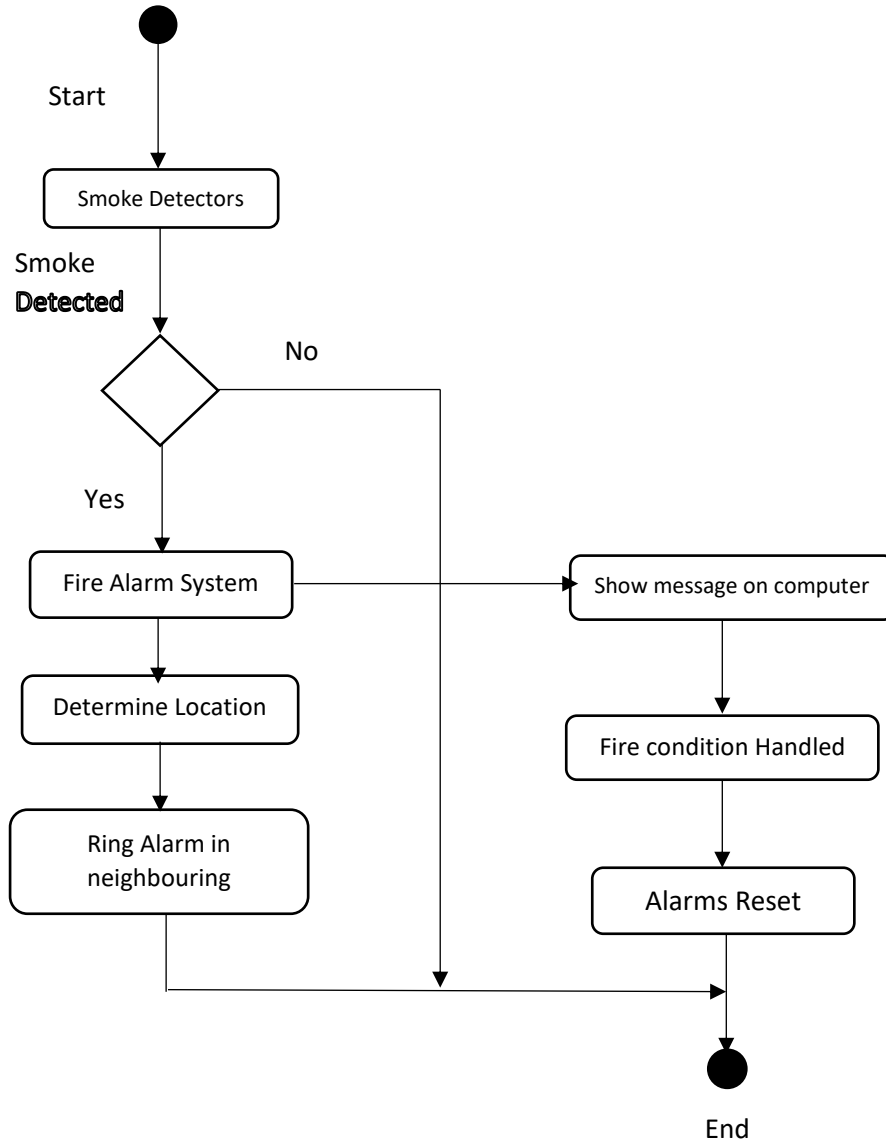 Start
Smoke Detectors
Smoke
Detected
No
Yes
Fire Alarm System
Show message on computer
Determine Location
Fire condition Handled
Ring Alarm in
neighbouring
Alarms Reset
End